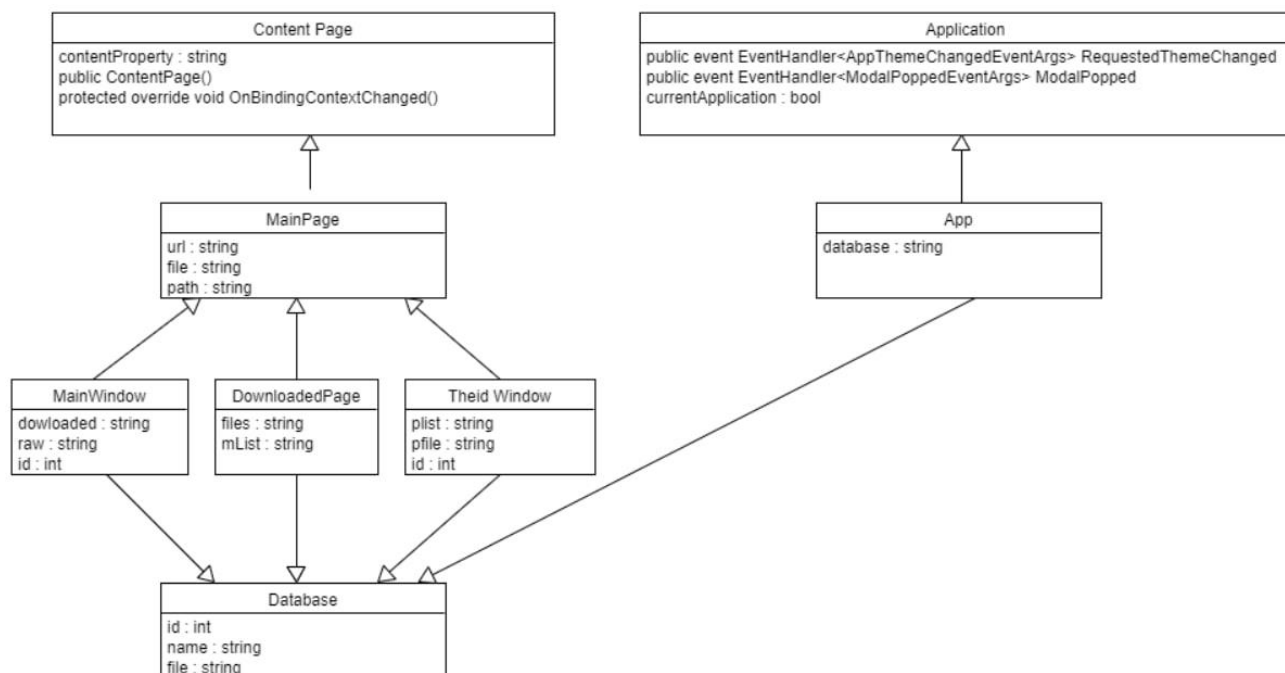 Content Page
contentProperty : string
public ContentPage()
protected override void OnBindingContextChanged()
Application
public event EventHandler<AppThemeChangedEventArgs> RequestedThemeChanged
public event EventHandler<ModalPoppedEventArgs> ModalPopped
currentApplication : bool
MainPage
url : string
file : string
path : string
App
database : string
MainWindow
dowloaded : string
raw : string
id : int
DownloadedPage
files : string
mList : string
Theid Window
plist : string
pfile : string
id : int
Database
id : int
name : string
file : string